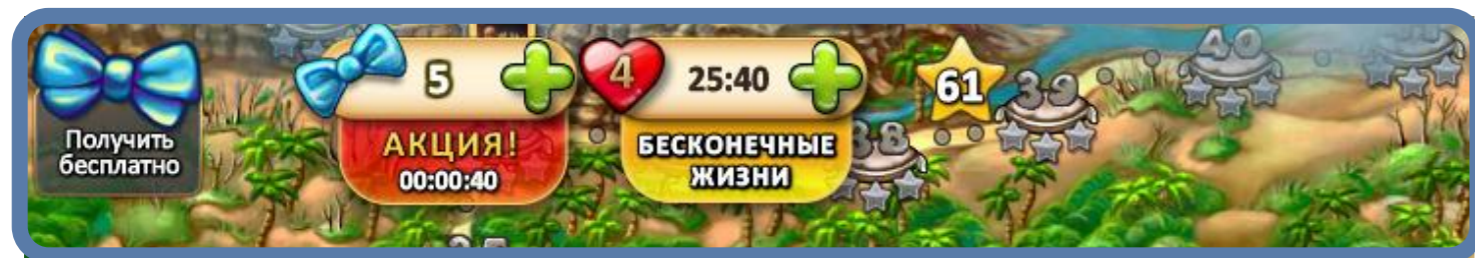 Получить
бесплатно
5
АКЦИЯ!
00:00:40
4
25:40
БЕСКОНЕЧНЫЕ
ЖИЗНИ
61
38
39
40